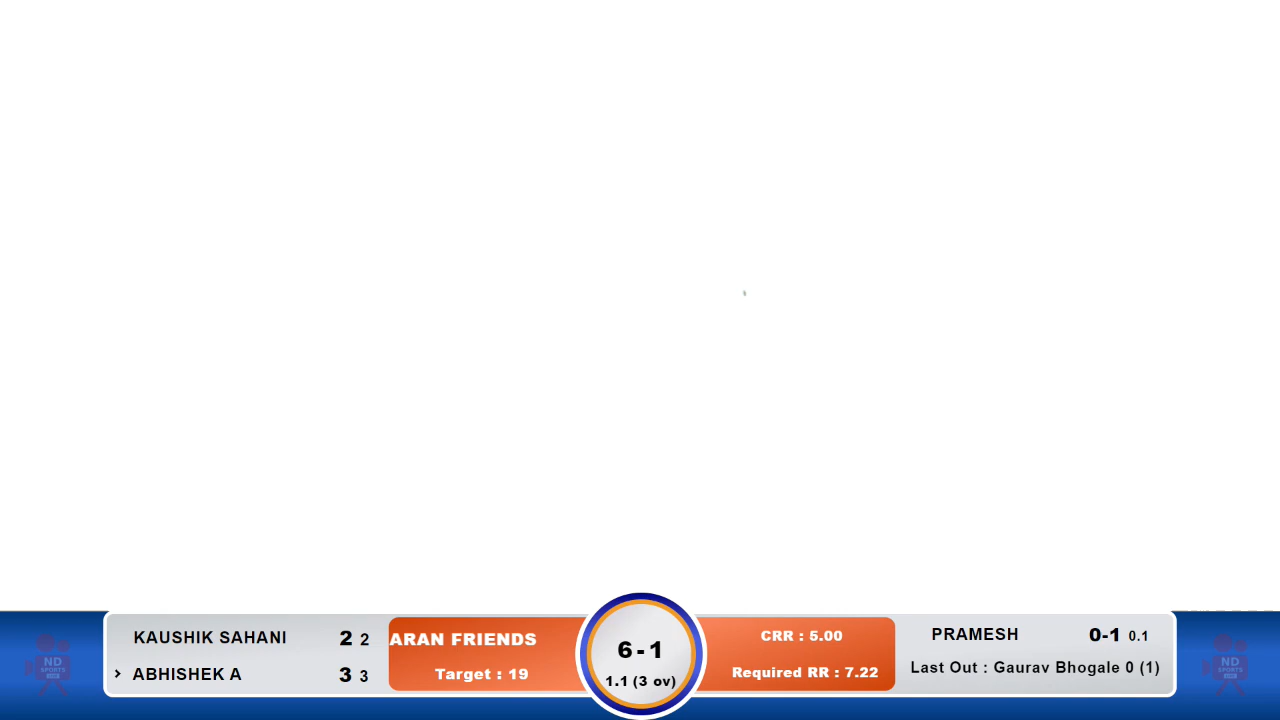 KAUSHIK SAHANI 2 2
› ABHISHEK A 3 3
ARAN FRIENDS
Target : 19
6-1
1.1 (3 ov)
CRR : 5.00
Required RR : 7.22
PRAMESH 0-1 0.1
Last Out : Gaurav Bhogale 0 (1)
ND
SPORTS
LIVE
ND
SPORTS
LIVE